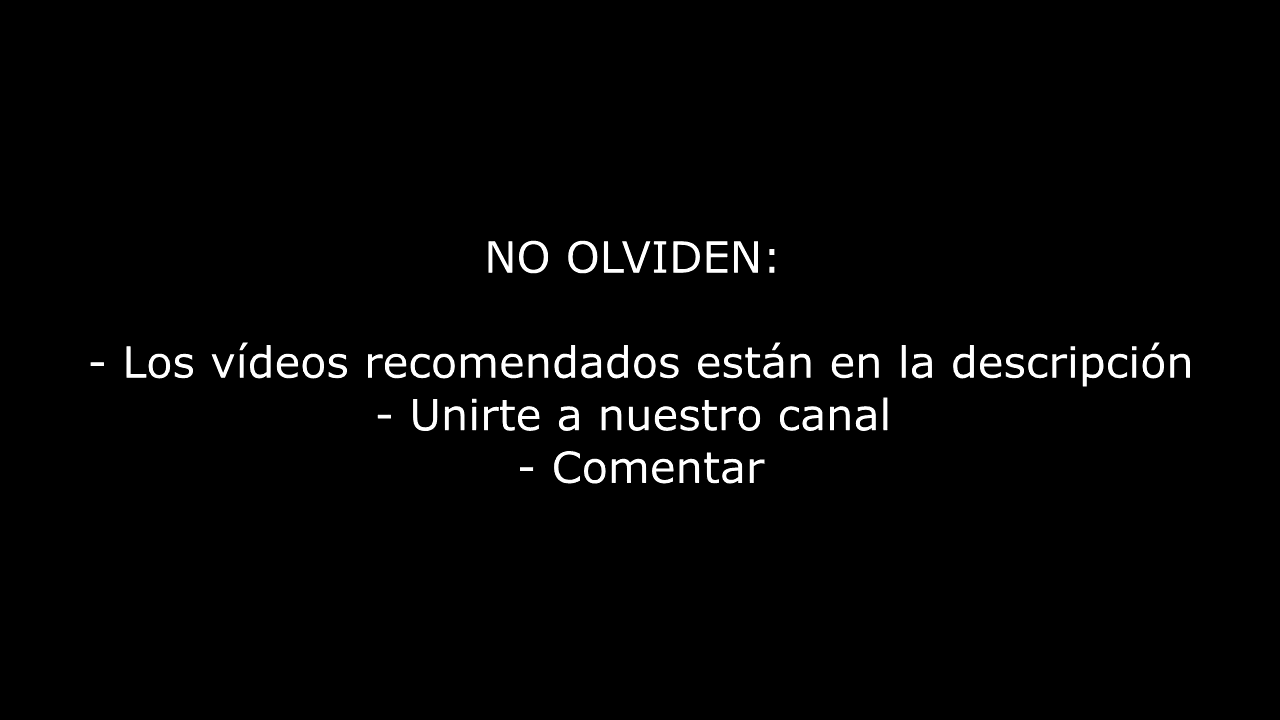 NO OLVIDEN:
- Los vídeos recomendados están en la descripción
- Unirte a nuestro canal
- Comentar